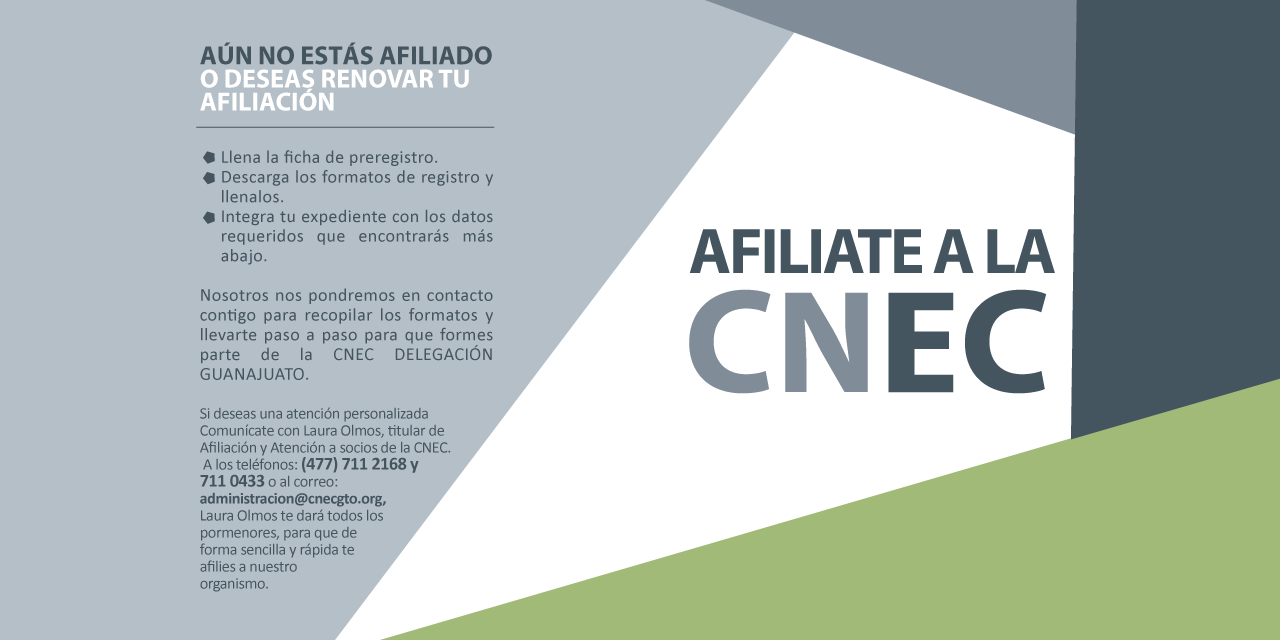 AÚN NO ESTÁS AFILIADO
O DESEAS RENOVAR TU
AFILIACIÓN
Llena la ficha de preregistro.
Descarga los formatos de registro y
llenalos.
Integra tu expediente con los datos
requeridos que encontrarás más
abajo.
Nosotros nos pondremos en contacto
contigo para recopilar los formatos y
llevarte paso a paso para que formes
parte de la CNEC DELEGACIÓN
GUANAJUATO.
Si deseas una atención personalizada
Comunícate con Laura Olmos, titular de
Afiliación y Atención a socios de la CNEC.
A los teléfonos: (477) 711 2168 y
711 0433 o al correo:
administracion@cnecgto.org,
Laura Olmos te dará todos los
pormenores, para que de
forma sencilla y rápida te
afilies a nuestro
organismo.
AFILIATE A LA
CNEC